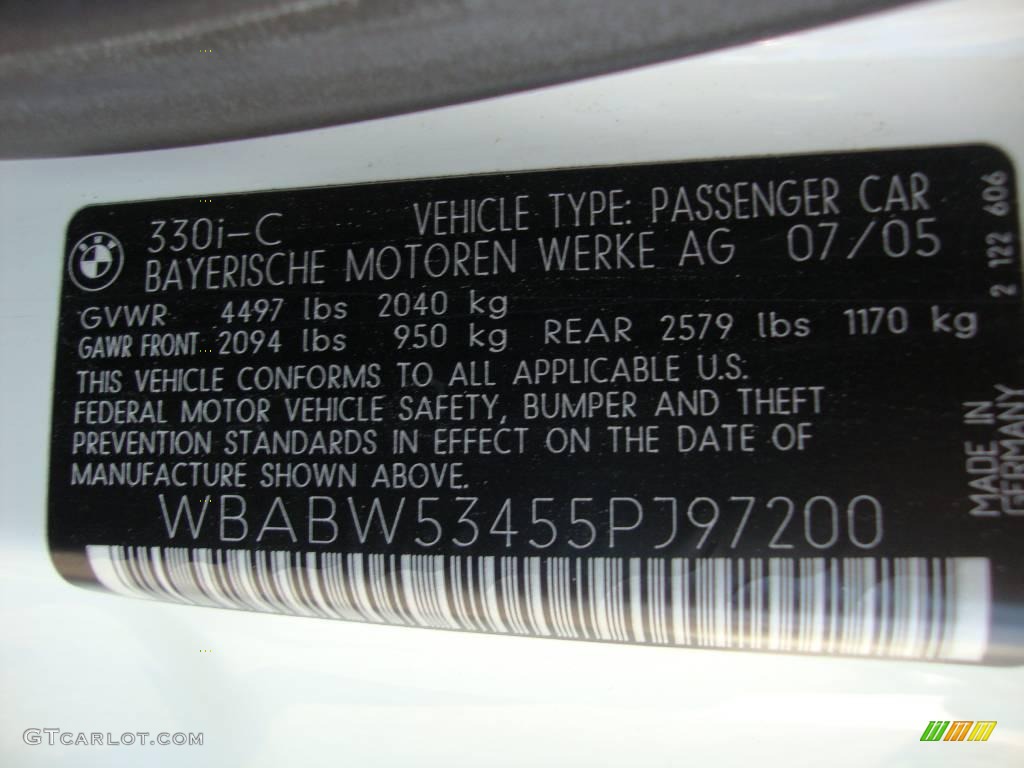 330i-C VEHICLE TYPE: PASSENGER CAR
BAYERISCHE MOTOREN WERKE AG 07/05
GVWR 4497 lbs 2040 kg
GAWR FRONT 2094 lbs 950 kg REAR 2579 lbs 1170 kg
THIS VEHICLE CONFORMS TO ALL APPLICABLE U.S.
FEDERAL MOTOR VEHICLE SAFETY, BUMPER AND THEFT
PREVENTION STANDARDS IN EFFECT ON THE DATE OF
MANUFACTURE SHOWN ABOVE.
WBABW53455PJ97200
2 122 606
MADE IN
GERMANY
BMW
GTCARLOT.COM